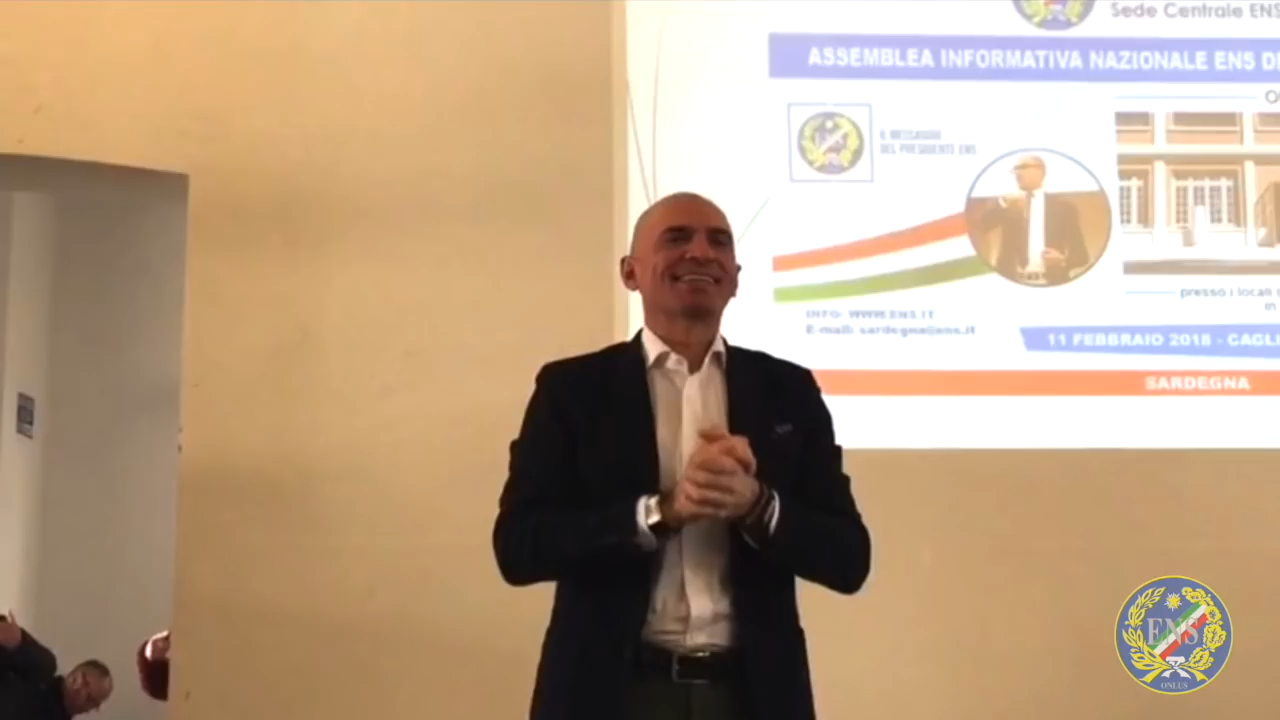 Sede Centrale ENS
ASSEMBLEA INFORMATIVA NAZIONALE ENS
IL MESSAGGIO
DEL PRESIDENTE ENS
presso i locali
in
INFO: WWW.ENS.IT
E-mail: sardegna@ens.it
11 FEBBRAIO 2018 - CAGLI
SARDEGNA
ENS
ONLUS